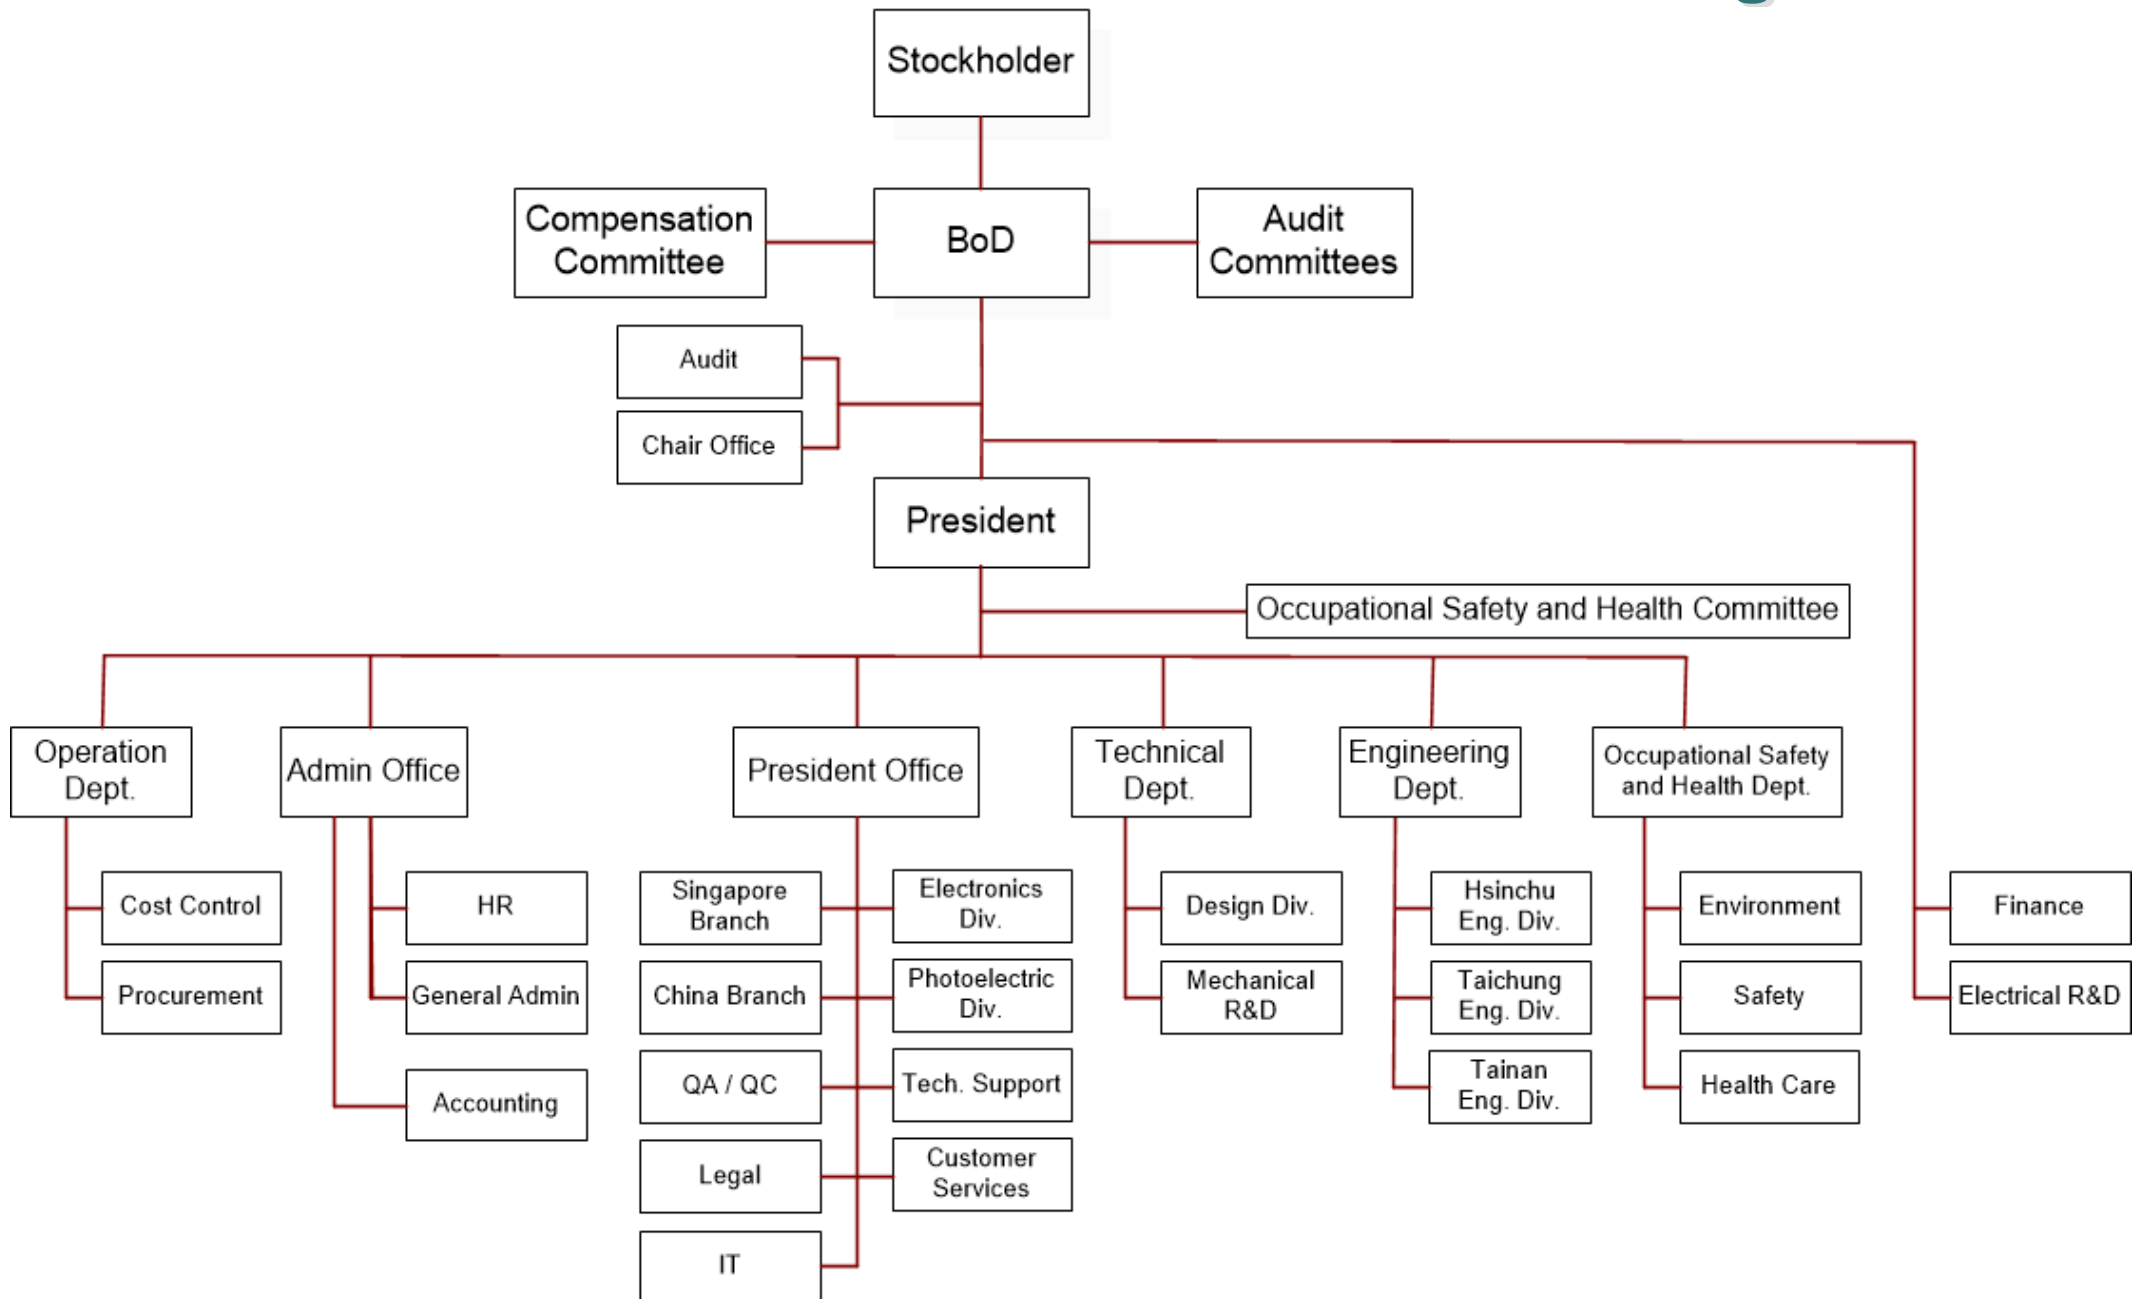 Stockholder
Compensation
Committee
BoD
Audit
Committees
Audit
Chair Office
President
Occupational Safety and Health Committee
Operation
Dept.
Admin Office
President Office
Technical
Dept.
Engineering
Dept.
Occupational Safety
and Health Dept.
Cost Control
Procurement
HR
General Admin
Accounting
Singapore
Branch
China Branch
QA / QC
Legal
IT
Electronics
Div.
Photoelectric
Div.
Tech. Support
Customer
Services
Design Div.
Mechanical
R&D
Hsinchu
Eng. Div.
Taichung
Eng. Div.
Tainan
Eng. Div.
Environment
Safety
Health Care
Finance
Electrical R&D